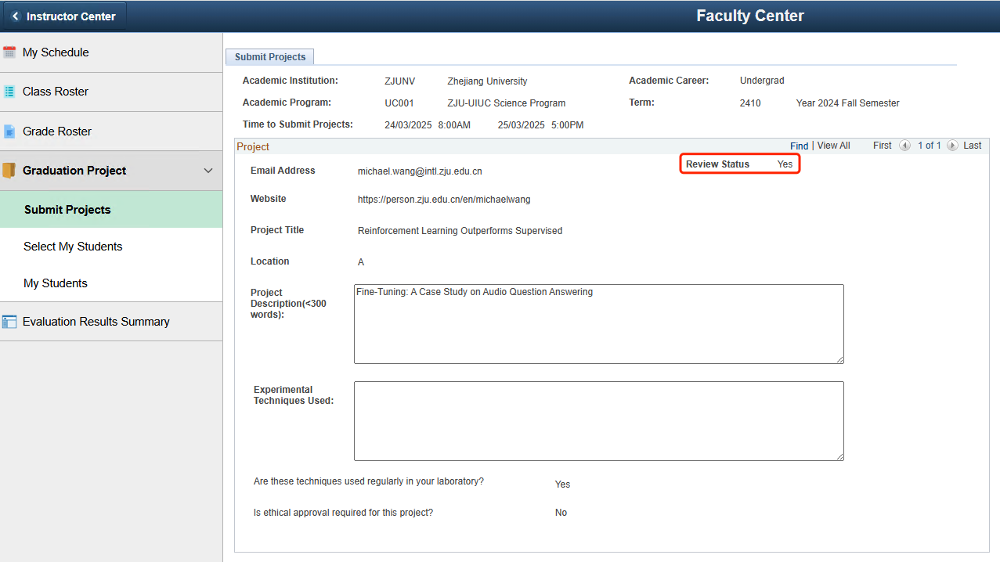 Instructor Center
Faculty Center
My Schedule
Class Roster
Grade Roster
Graduation Project
Submit Projects
Select My Students
My Students
Evaluation Results Summary
Submit Projects
Academic Institution: ZJUNV Zhejiang University Academic Career: Undergrad
Academic Program: UC001 ZJU-UIUC Science Program Term: 2410 Year 2024 Fall Semester
Time to Submit Projects: 24/03/2025 8:00AM 25/03/2025 5:00PM
Project Find | View All First 1 of 1 Last
Review Status Yes
Email Address michael.wang@intl.zju.edu.cn
Website https://person.zju.edu.cn/en/michaelwang
Project Title Reinforcement Learning Outperforms Supervised
Location A
Project
Description(<300
words):
Fine-Tuning: A Case Study on Audio Question Answering
Experimental
Techniques Used:
Are these techniques used regularly in your laboratory? Yes
Is ethical approval required for this project? No